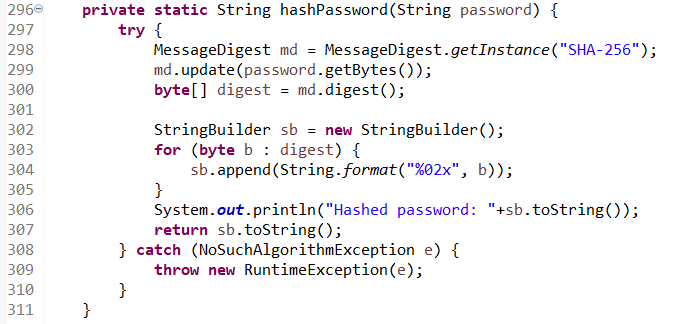 296 private static String hashPassword(String password) {
297 try {
298 MessageDigest md = MessageDigest.getInstance("SHA-256");
299 md.update(password.getBytes());
300 byte[] digest = md.digest();
301
302 StringBuilder sb = new StringBuilder();
303 for (byte b : digest) {
304 sb.append(String.format("%02x", b));
305 }
306 System.out.println("Hashed password: "+sb.toString());
307 return sb.toString();
308 } catch (NoSuchAlgorithmException e) {
309 throw new RuntimeException(e);
310 }
311 }